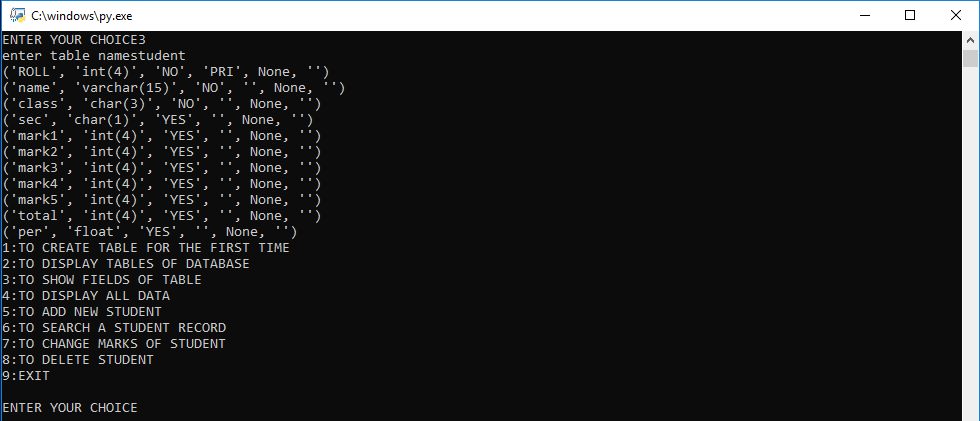 C:\windows\py.exe
ENTER YOUR CHOICE3
enter table namestudent
('ROLL', 'int(4)', 'NO', 'PRI', None, '')
('name', 'varchar(15)', 'NO', '', None, '')
('class', 'char(3)', 'NO', '', None, '')
('sec', 'char(1)', 'YES', '', None, '')
('mark1', 'int(4)', 'YES', '', None, '')
('mark2', 'int(4)', 'YES', '', None, '')
('mark3', 'int(4)', 'YES', '', None, '')
('mark4', 'int(4)', 'YES', '', None, '')
('mark5', 'int(4)', 'YES', '', None, '')
('total', 'int(4)', 'YES', '', None, '')
('per', 'float', 'YES', '', None, '')
1:TO CREATE TABLE FOR THE FIRST TIME
2:TO DISPLAY TABLES OF DATABASE
3:TO SHOW FIELDS OF TABLE
4:TO DISPLAY ALL DATA
5:TO ADD NEW STUDENT
6:TO SEARCH A STUDENT RECORD
7:TO CHANGE MARKS OF STUDENT
8:TO DELETE STUDENT
9:EXIT
ENTER YOUR CHOICE